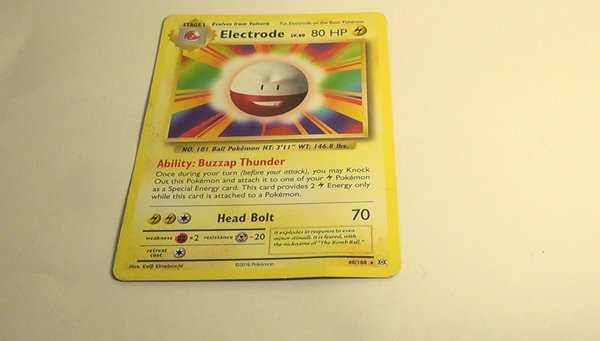 STAGE 1 Evolves from Voltorb Put Electrode on the Basic Pokémon
Electrode LV.40 80 HP
NO. 101 Ball Pokémon HT: 3'11" WT: 146.8 lbs.
Ability: Buzzap Thunder
Once during your turn (before your attack), you may Knock
Out this Pokémon and attach it to one of your Pokémon
as a Special Energy card. This card provides 2 Energy only
while this card is attached to a Pokémon.
Head Bolt 70
weakness ×2 resistance -20
It explodes in response to even
minor stimuli. It is feared, with
the nickname of "The Bomb Ball."
retreat
cost
Illus. Keiji Kinebuchi ©2016 Pokémon 40/108 ★